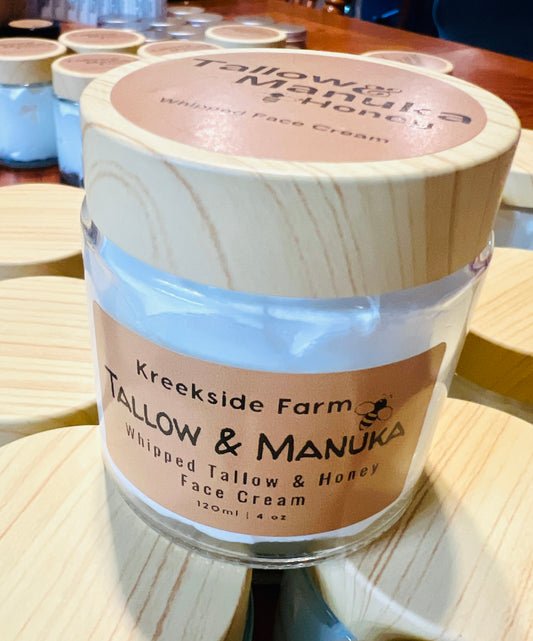 Tallow &
Manuka
& Honey
Whipped Face Cream
Kreekside Farm
TALLOW & MANUKA
Whipped Tallow & Honey
Face Cream
120ml | 4 oz